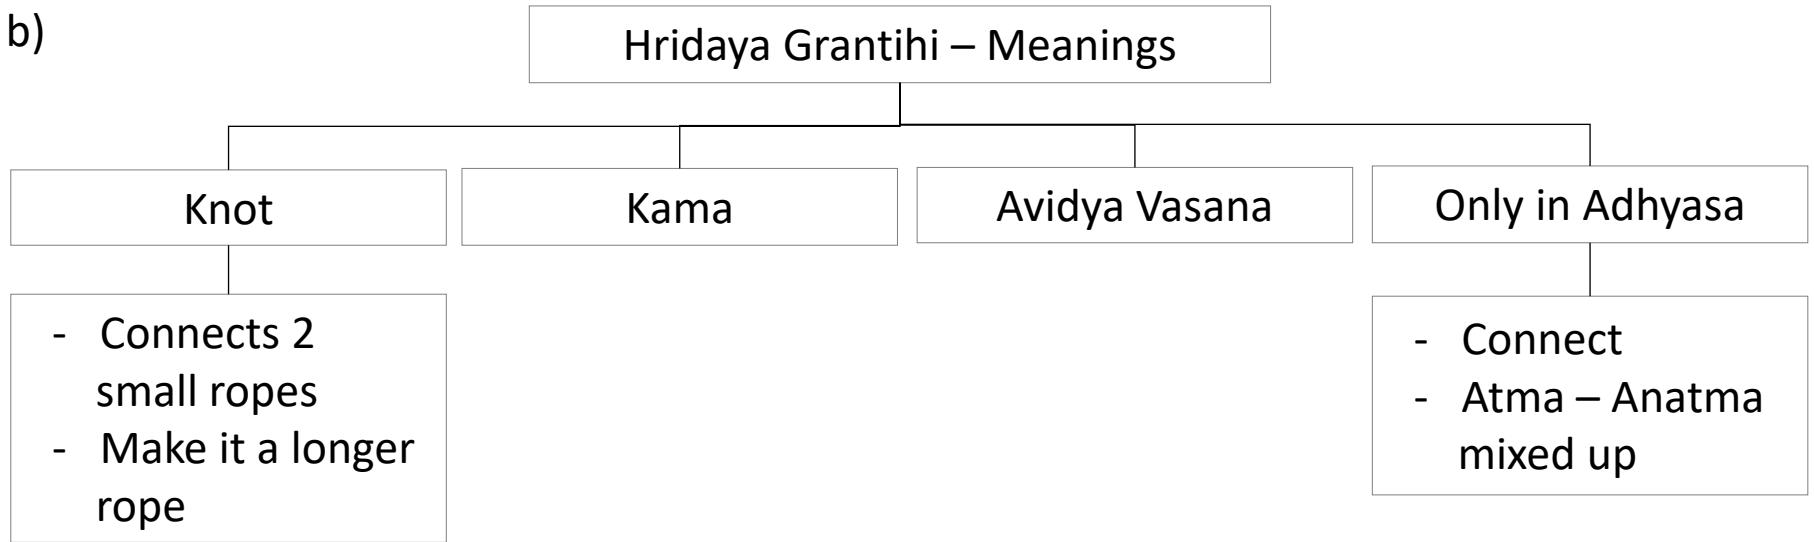 b)
Hridaya Grantihi – Meanings
Knot
Kama
Avidya Vasana
Only in Adhyasa
- Connects 2
small ropes
- Make it a longer
rope
- Connect
- Atma – Anatma
mixed up